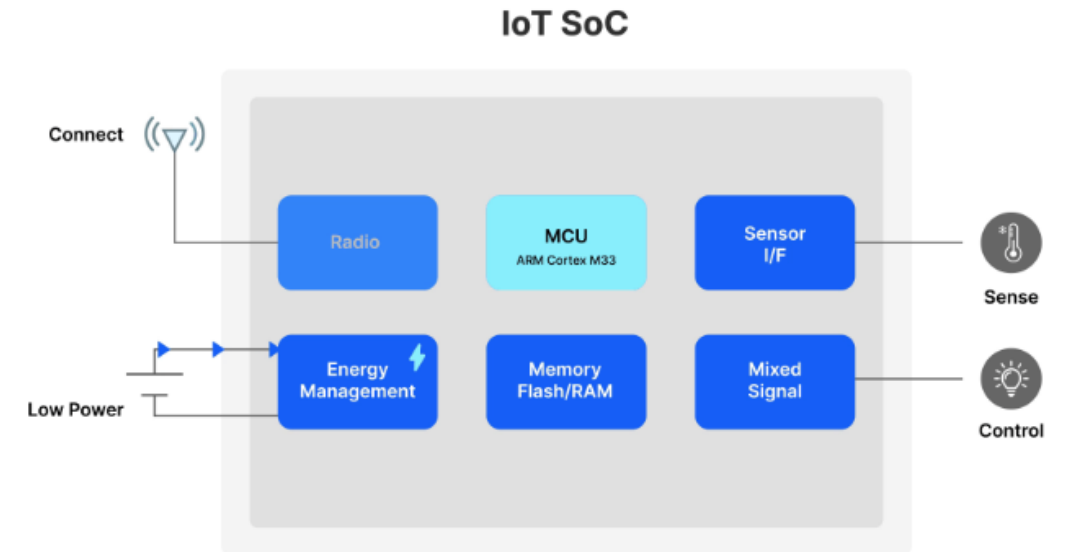 IoT SoC
Connect
Radio
MCU
ARM Cortex M33
Sensor
I/F
Sense
Low Power
Energy
Management
Memory
Flash/RAM
Mixed
Signal
Control